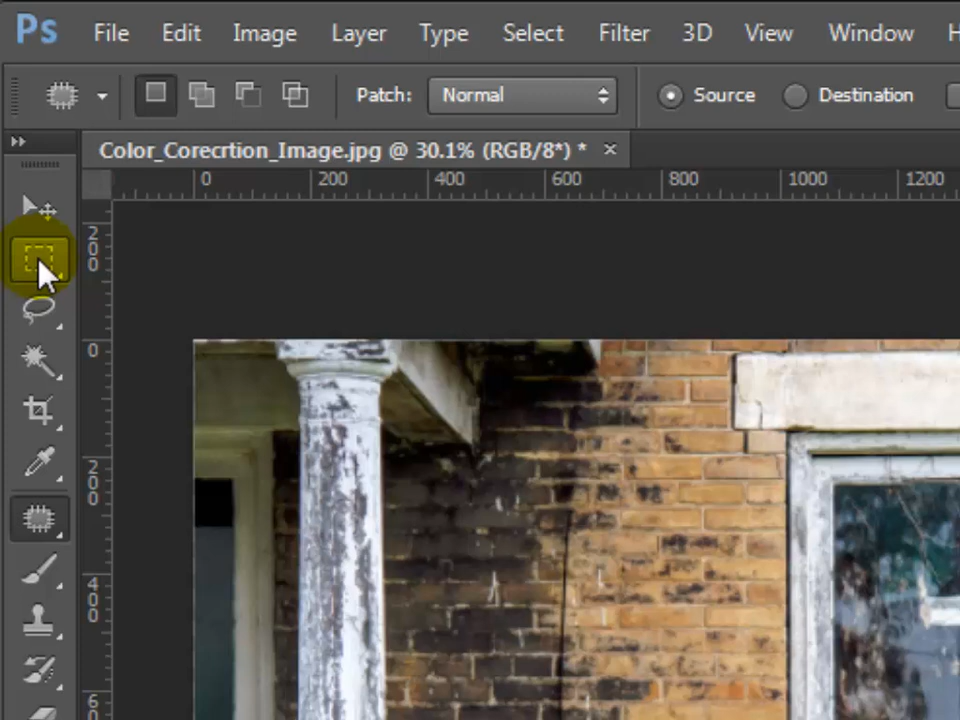 Ps File Edit Image Layer Type Select Filter 3D View Window H
Patch: Normal Source Destination
Color_Corecrtion_Image.jpg @ 30.1% (RGB/8*) * ×
0 200 400 600 800 1000 1200
200
0
200
400
6